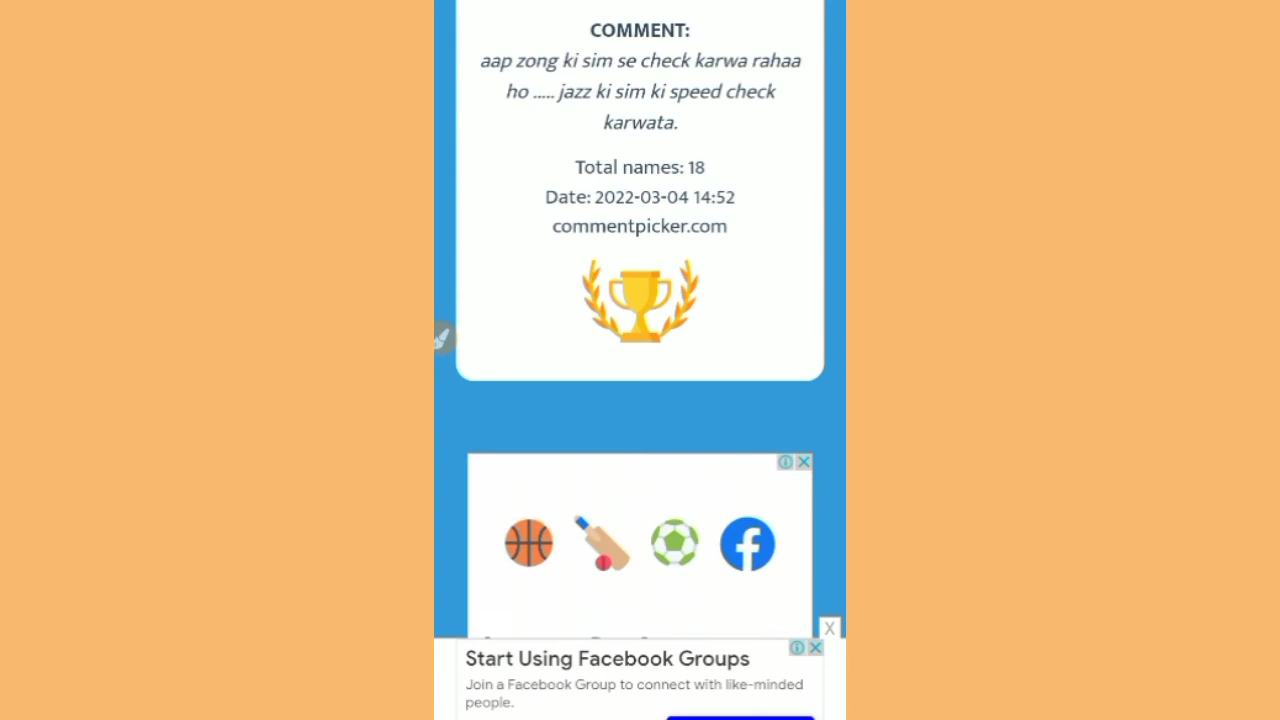 COMMENT:
aap zong ki sim se check karwa rahaa
ho ..... jazz ki sim ki speed check
karwata.
Total names: 18
Date: 2022-03-04 14:52
commentpicker.com
X
Start Using Facebook Groups
Join a Facebook Group to connect with like-minded
people.